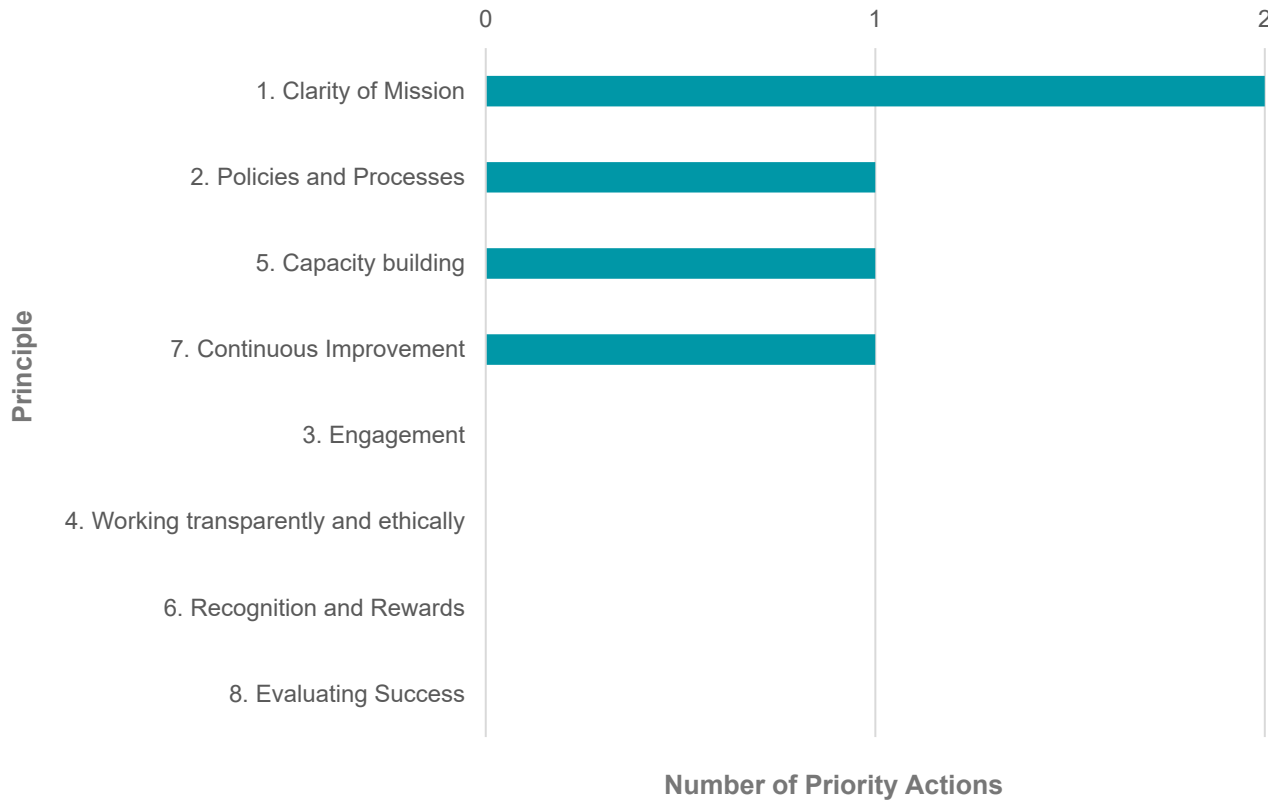 0 1 2
1. Clarity of Mission
2. Policies and Processes
5. Capacity building
7. Continuous Improvement
3. Engagement
4. Working transparently and ethically
6. Recognition and Rewards
8. Evaluating Success
Principle
Number of Priority Actions